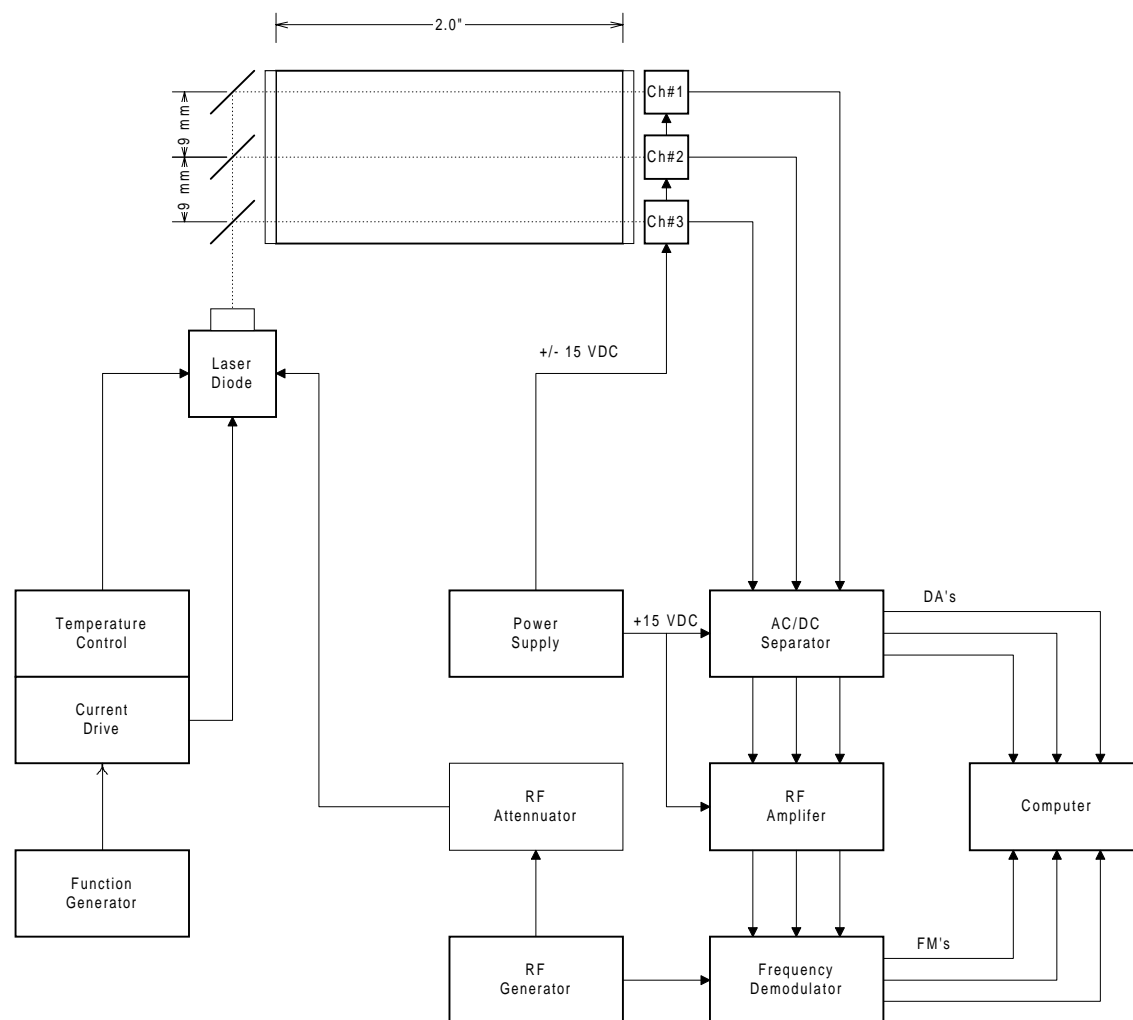 2.0"
Ch#1
9 mm
Ch#2
9 mm
Ch#3
Laser
Diode
+/- 15 VDC
Temperature
Control
Power
Supply
+15 VDC
AC/DC
Separator
DA's
Current
Drive
RF
Attennuator
RF
Amplifer
Computer
Function
Generator
RF
Generator
Frequency
Demodulator
FM's